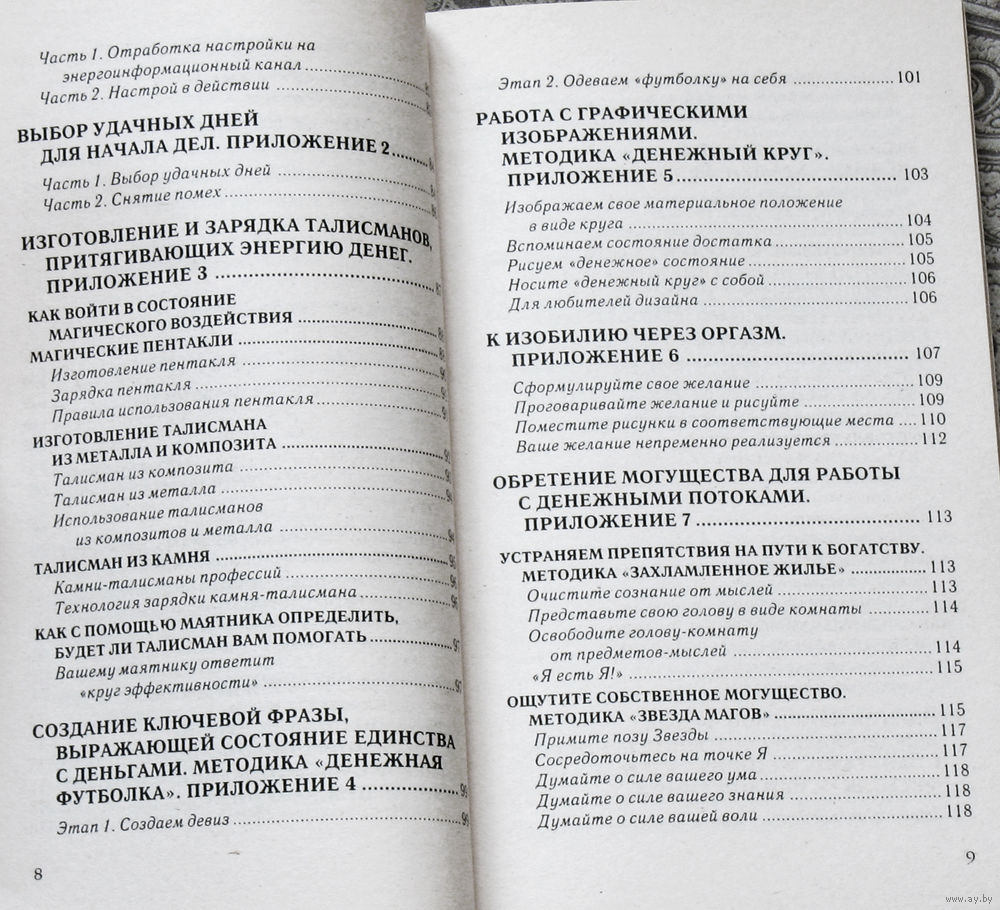 Часть 1. Отработка настройки на
энергоинформационный канал
Часть 2. Настрой в действии
ВЫБОР УДАЧНЫХ ДНЕЙ
ДЛЯ НАЧАЛА ДЕЛ. ПРИЛОЖЕНИЕ 2
Часть 1. Выбор удачных дней
Часть 2. Снятие помех
ИЗГОТОВЛЕНИЕ И ЗАРЯДКА ТАЛИСМАНОВ,
ПРИТЯГИВАЮЩИХ ЭНЕРГИЮ ДЕНЕГ.
ПРИЛОЖЕНИЕ 3 ........ 87
КАК ВОЙТИ В СОСТОЯНИЕ
МАГИЧЕСКОГО ВОЗДЕЙСТВИЯ
МАГИЧЕСКИЕ ПЕНТАКЛИ
Изготовление пентакля
Зарядка пентакля
Правила использования пентакля
ИЗГОТОВЛЕНИЕ ТАЛИСМАНА
ИЗ МЕТАЛЛА И КОМПОЗИТА
Талисман из композита
Талисман из металла
Использование талисманов
из композитов и металла ........ 94
ТАЛИСМАН ИЗ КАМНЯ ........ 96
Камни-талисманы профессий ........ 96
Технология зарядки камня-талисмана ........ 96
КАК С ПОМОЩЬЮ МАЯТНИКА ОПРЕДЕЛИТЬ,
БУДЕТ ЛИ ТАЛИСМАН ВАМ ПОМОГАТЬ ........ 97
Вашему маятнику ответит
«круг эффективности» ........ 97
СОЗДАНИЕ КЛЮЧЕВОЙ ФРАЗЫ,
ВЫРАЖАЮЩЕЙ СОСТОЯНИЕ ЕДИНСТВА
С ДЕНЬГАМИ. МЕТОДИКА «ДЕНЕЖНАЯ
ФУТБОЛКА». ПРИЛОЖЕНИЕ 4 ........ 99
Этап 1. Создаем девиз ........ 99
8
Этап 2. Одеваем «футболку» на себя ........ 101
РАБОТА С ГРАФИЧЕСКИМИ
ИЗОБРАЖЕНИЯМИ.
МЕТОДИКА «ДЕНЕЖНЫЙ КРУГ».
ПРИЛОЖЕНИЕ 5 ........ 103
Изображаем свое материальное положение
в виде круга ........ 104
Вспоминаем состояние достатка ........ 105
Рисуем «денежное» состояние ........ 105
Носите «денежный круг» с собой ........ 106
Для любителей дизайна ........ 106
К ИЗОБИЛИЮ ЧЕРЕЗ ОРГАЗМ.
ПРИЛОЖЕНИЕ 6 ........ 107
Сформулируйте свое желание ........ 109
Проговаривайте желание и рисуйте ........ 109
Поместите рисунки в соответствующие места .... 110
Ваше желание непременно реализуется ........ 112
ОБРЕТЕНИЕ МОГУЩЕСТВА ДЛЯ РАБОТЫ
С ДЕНЕЖНЫМИ ПОТОКАМИ.
ПРИЛОЖЕНИЕ 7 ........ 113
УСТРАНЯЕМ ПРЕПЯТСТВИЯ НА ПУТИ К БОГАТСТВУ.
МЕТОДИКА «ЗАХЛАМЛЕННОЕ ЖИЛЬЕ» ........ 113
Очистите сознание от мыслей ........ 113
Представьте свою голову в виде комнаты ........ 114
Освободите голову-комнату
от предметов-мыслей ........ 114
«Я есть Я!» ........ 115
ОЩУТИТЕ СОБСТВЕННОЕ МОГУЩЕСТВО.
МЕТОДИКА «ЗВЕЗДА МАГОВ» ........ 115
Примите позу Звезды ........ 117
Сосредоточьтесь на точке Я ........ 117
Думайте о силе вашего ума ........ 118
Думайте о силе вашего знания ........ 118
Думайте о силе вашей воли ........ 118
9
www.ay.by